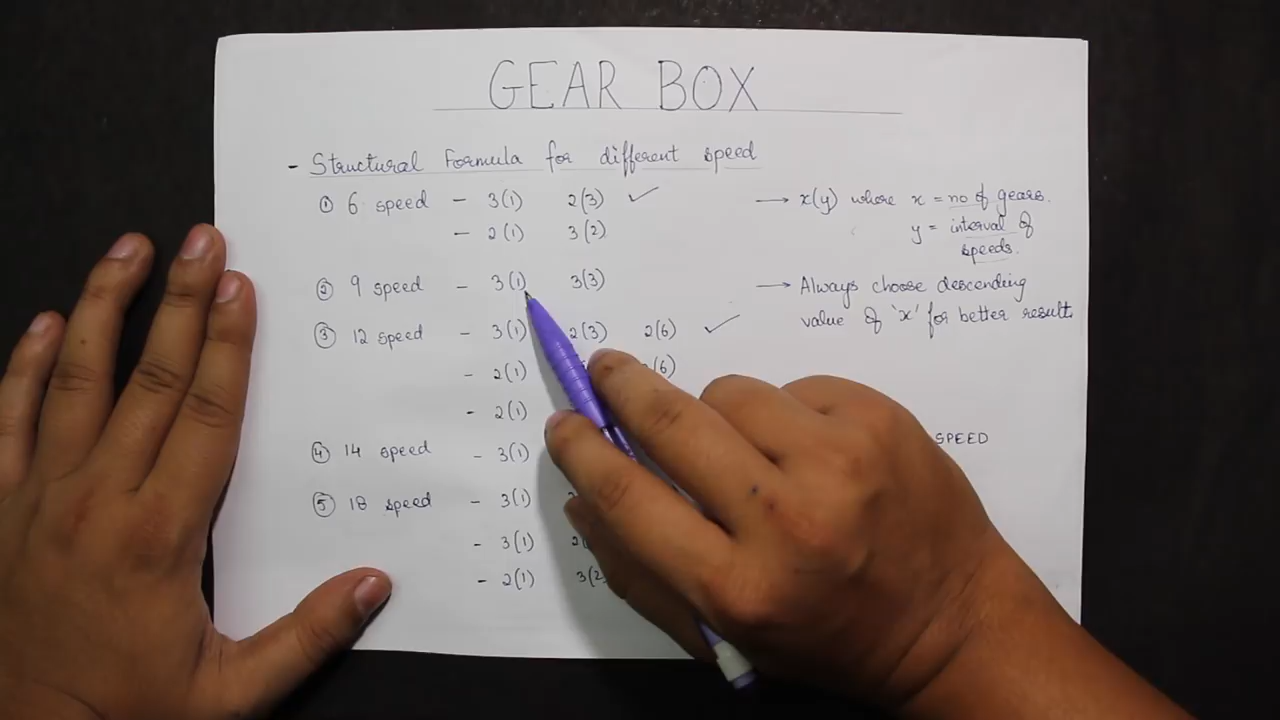 GEAR BOX
- Structural Formula for different speed
① 6 speed - 3(1) 2(3) ✓
- 2(1) 3(2)
② 9 speed - 3(1) 3(3)
③ 12 speed - 3(1) 2(3) 2(6) ✓
- 2(1) (6)
- 2(1)
④ 14 speed - 3(1)
⑤ 18 speed - 3(1)
- 3(1)
- 2(1) 3(2)
→ x(y) where x = no of gears.
y = interval of
speeds.
→ Always choose descending
value of 'x' for better result
SPEED